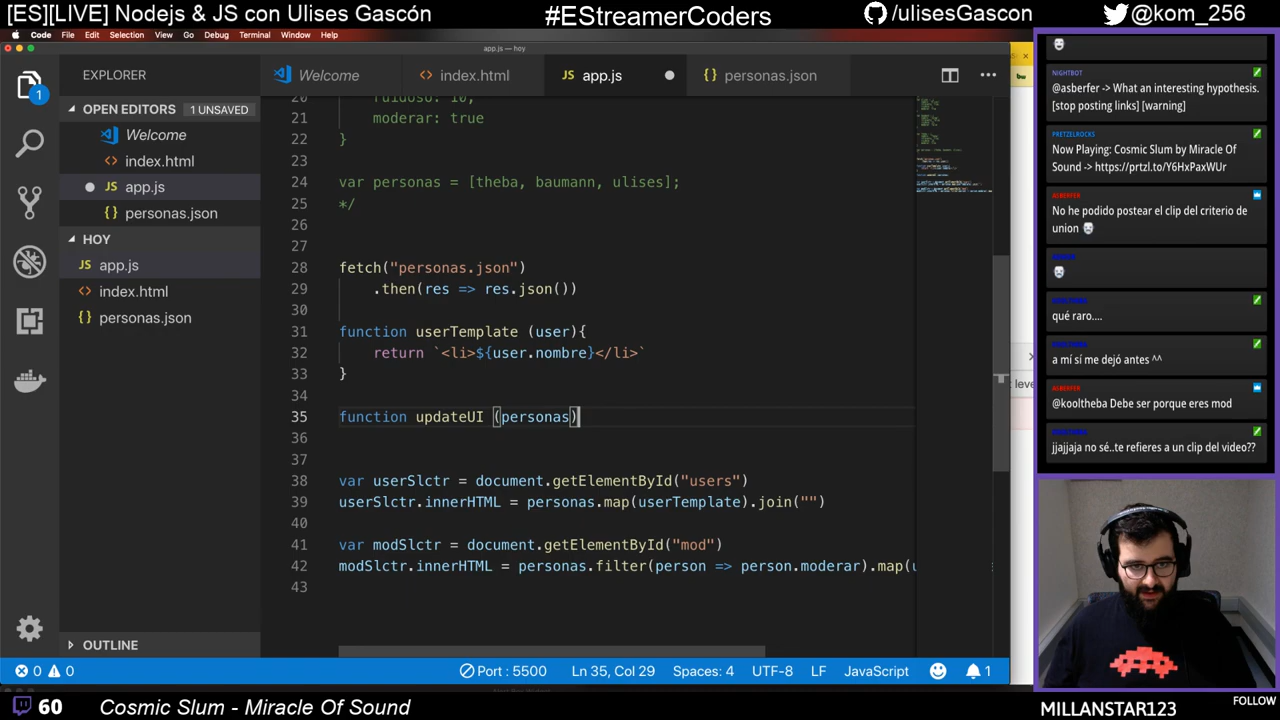 [ES][LIVE] Nodejs & JS con Ulises Gascón
#EStreamerCoders
/ulisesGascon
@kom_256
Code File Edit Selection View Go Debug Terminal Window Help
app.js — hoy
EXPLORER
Welcome
index.html
app.js
personas.json
OPEN EDITORS
1 UNSAVED
Welcome
index.html
app.js
personas.json
HOY
app.js
index.html
personas.json
OUTLINE
20 ruidoso: 10,
21 moderar: true
22 }
23
24 var personas = [theba, baumann, ulises];
25 */
26
27
28 fetch("personas.json")
29 .then(res => res.json())
30
31 function userTemplate (user){
32 return `<li>${user.nombre}</li>`
33 }
34
35 function updateUI (personas)
36
37
38 var userSlctr = document.getElementById("users")
39 userSlctr.innerHTML = personas.map(userTemplate).join("")
40
41 var modSlctr = document.getElementById("mod")
42 modSlctr.innerHTML = personas.filter(person => person.moderar).map(u
43
0 0
Port : 5500
Ln 35, Col 29
Spaces: 4
UTF-8
LF
JavaScript
1
NIGHTBOT
@asberfer -> What an interesting hypothesis.
[stop posting links] [warning]
PRETZELROCKS
Now Playing: Cosmic Slum by Miracle Of
Sound -> https://prtzl.to/Y6HxPaxWUr
ASBERFER
No he podido postear el clip del criterio de
union
qué raro....
a mí sí me dejó antes ^^
ASBERFER
@kooltheba Debe ser porque eres mod
jjajjaja no sé..te refieres a un clip del video??
60
Cosmic Slum - Miracle Of Sound
MILLANSTAR123
FOLLOW